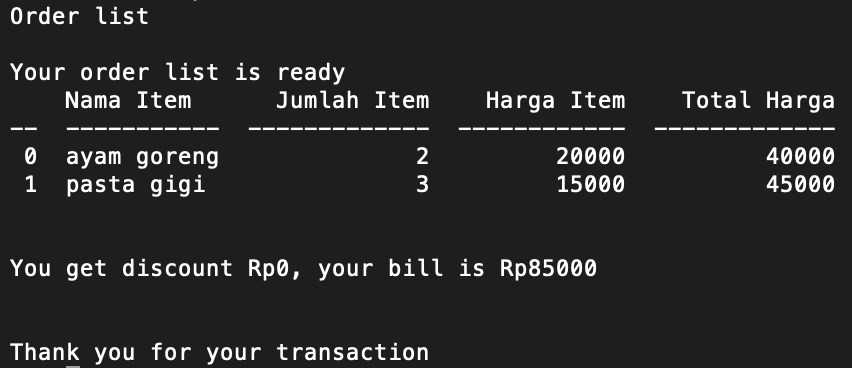 Order list
Your order list is ready
Nama Item Jumlah Item Harga Item Total Harga
-- ----------- ------------- ------------ -------------
0 ayam goreng 2 20000 40000
1 pasta gigi 3 15000 45000
You get discount Rp0, your bill is Rp85000
Thank you for your transaction